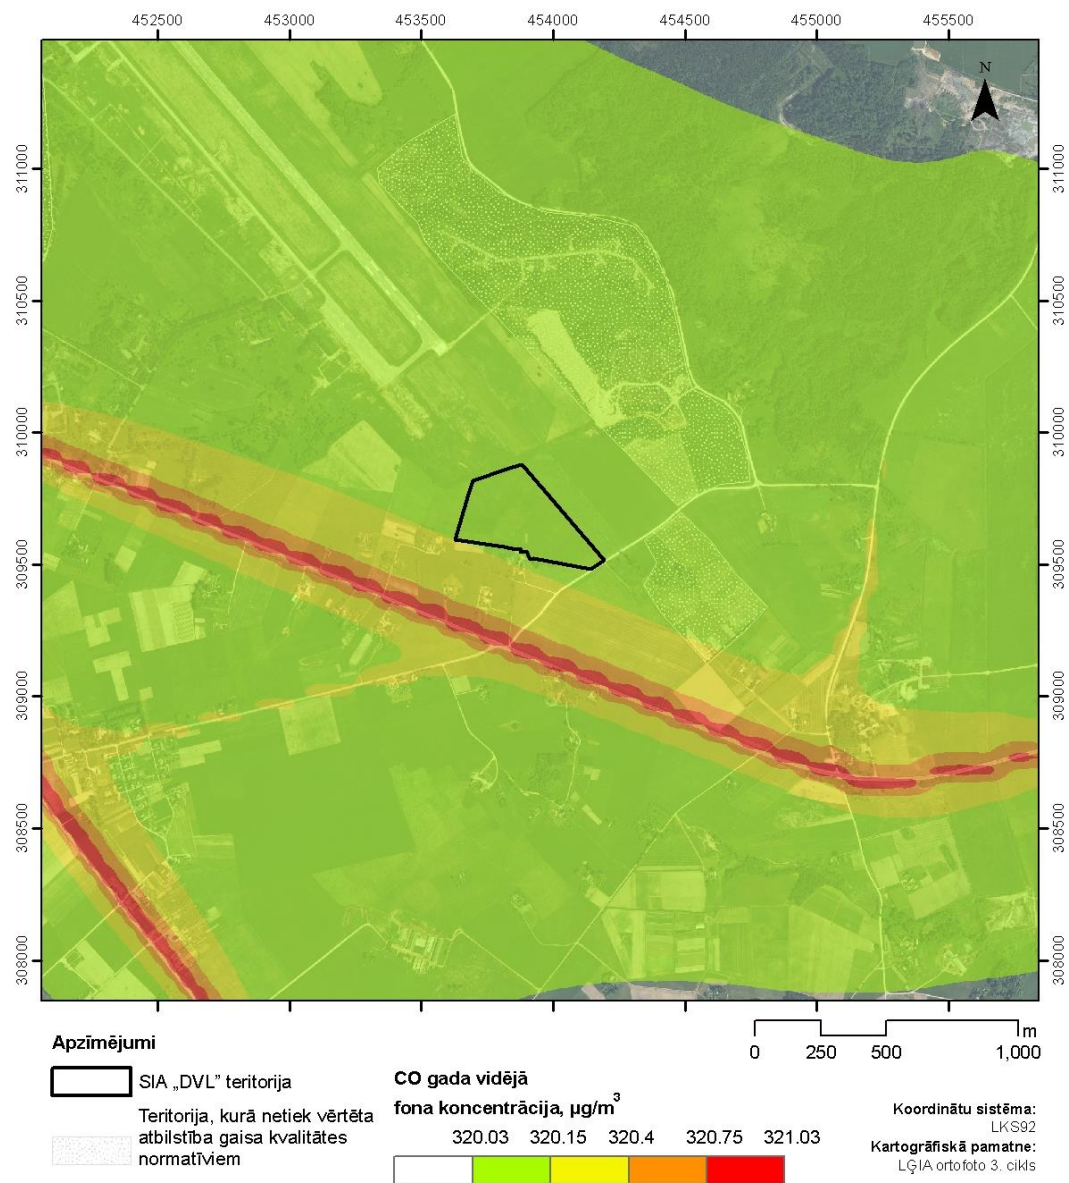 452500 453000 453500 454000 454500 455000 455500
N
311000 311000
310500 310500
310000 310000
309500 309500
309000 309000
308500 308500
308000 308000
Apzīmējumi
SIA „DVL” teritorija
Teritorija, kurā netiek vērtēta
atbilstība gaisa kvalitātes
normatīviem
CO gada vidējā
fona koncentrācija, µg/m³
320.03 320.15 320.4 320.75 321.03
m
0 250 500 1,000
Koordinātu sistēma:
LKS92
Kartogrāfiskā pamatne:
LĢIA ortofoto 3. cikls